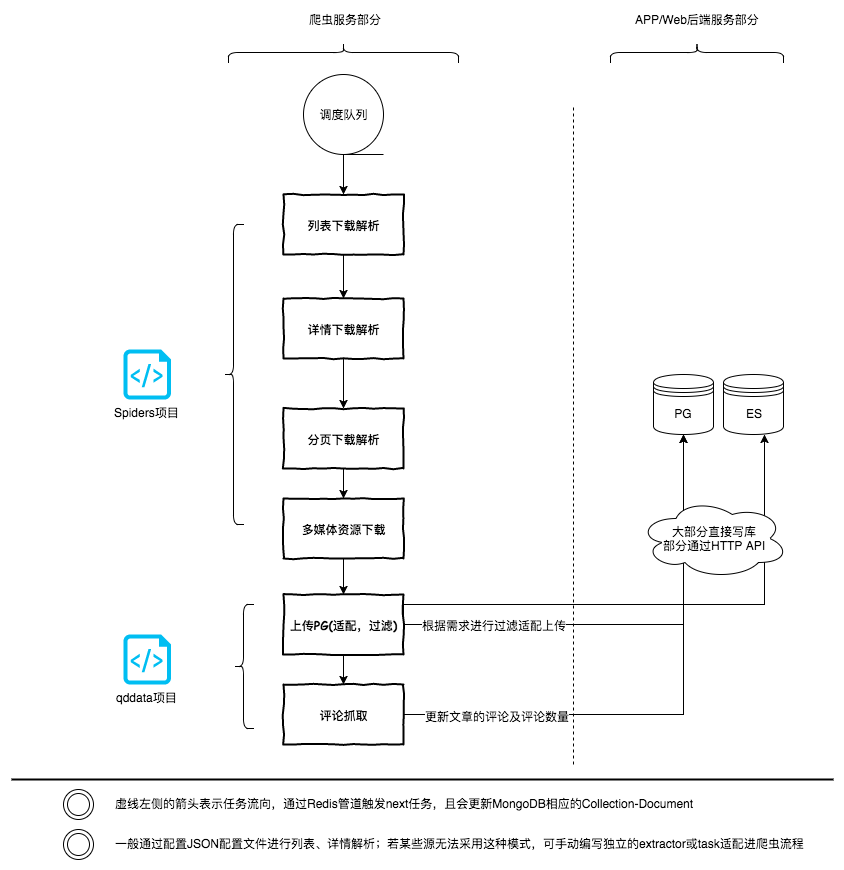 爬虫服务部分
APP/Web后端服务部分
调度队列
列表下载解析
详情下载解析
Spiders项目
PG
ES
分页下载解析
多媒体资源下载
大部分直接写库
部分通过HTTP API
上传PG(适配，过滤)
根据需求进行过滤适配上传
qddata项目
评论抓取
更新文章的评论及评论数量
虚线左侧的箭头表示任务流向，通过Redis管道触发next任务，且会更新MongoDB相应的Collection-Document
一般通过配置JSON配置文件进行列表、详情解析；若某些源无法采用这种模式，可手动编写独立的extractor或task适配进爬虫流程